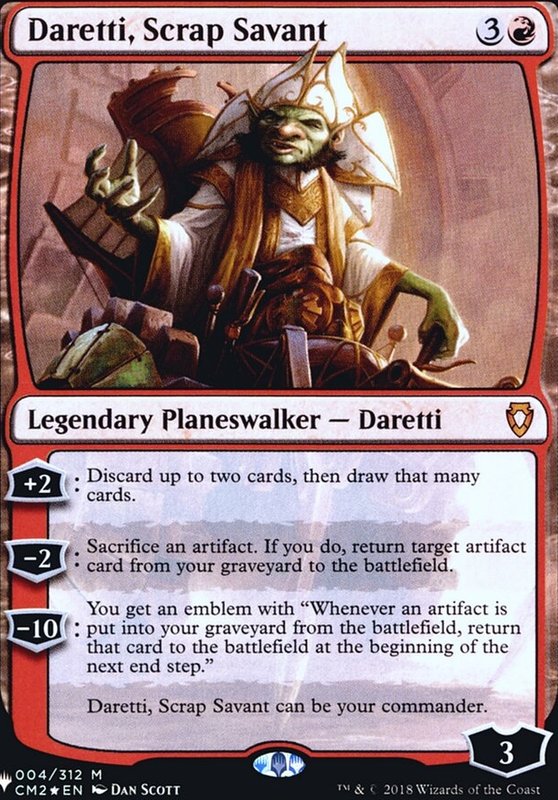 Daretti, Scrap Savant 3
Legendary Planeswalker — Daretti
+2 : Discard up to two cards, then draw that many
cards.
−2 : Sacrifice an artifact. If you do, return target artifact
card from your graveyard to the battlefield.
−10 : You get an emblem with “Whenever an artifact is
put into your graveyard from the battlefield, return
that card to the battlefield at the beginning of the
next end step.”
Daretti, Scrap Savant can be your commander.
3
004/312 M
CM2★EN DAN SCOTT
™ & © 2018 Wizards of the Coast